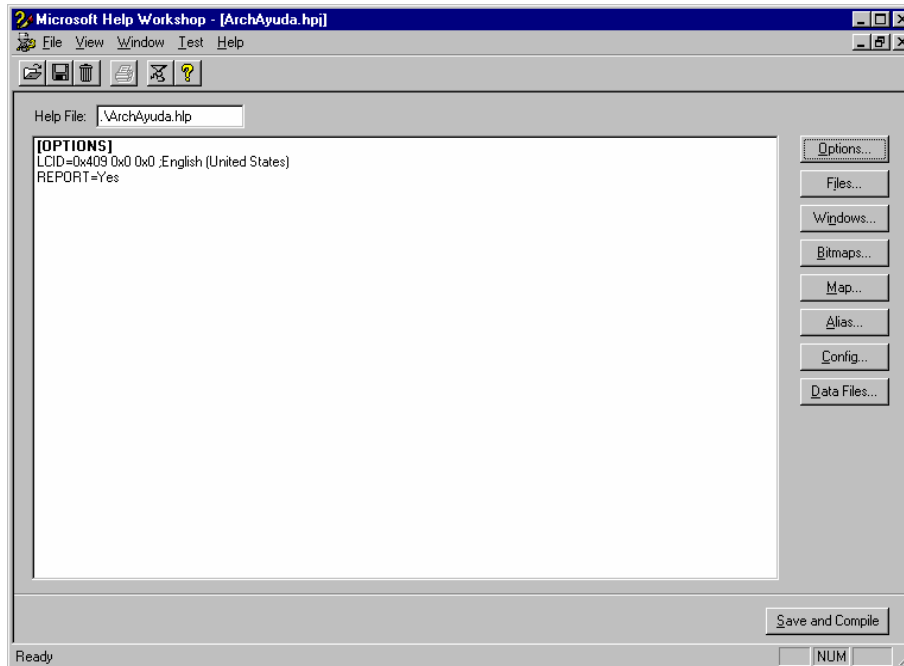 Microsoft Help Workshop - [ArchAyuda.hpj]
File View Window Test Help
Help File: .\ArchAyuda.hlp
[OPTIONS]
LCID=0x409 0x0 0x0 ;English (United States)
REPORT=Yes
Options...
Files...
Windows...
Bitmaps...
Map...
Alias...
Config...
Data Files...
Save and Compile
Ready NUM